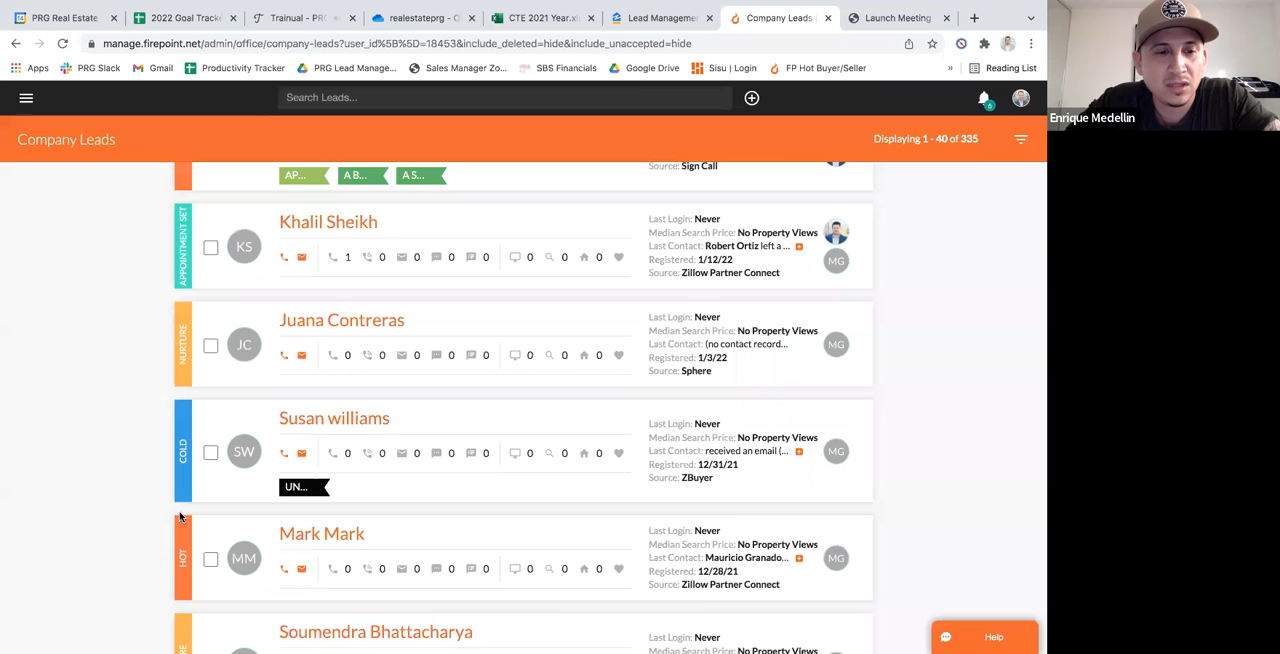 PRG Real Estate
2022 Goal Tracke
Trainual - PRG
realestateprg - O
CTE 2021 Year.xl
Lead Manageme
Company Leads
Launch Meeting
manage.firepoint.net/admin/office/company-leads?user_id%5B%5D=18453&include_deleted=hide&include_unaccepted=hide
Apps
PRG Slack
Gmail
Productivity Tracker
PRG Lead Manage...
Sales Manage Zo...
SBS Financials
Google Drive
Sisu | Login
FP Hot Buyer/Seller
»
Reading List
Search Leads...
6
Enrique Medellin
Company Leads
Displaying 1 - 40 of 335
AP...
A B...
A S...
Source: Sign Call
APPOINTMENT SET
KS
Khalil Sheikh
1 0 0 0 0 0 0 0
Last Login: Never
Median Search Price: No Property Views
Last Contact: Robert Ortiz left a ...
Registered: 1/12/22
Source: Zillow Partner Connect
MG
NURTURE
JC
Juana Contreras
0 0 0 0 0 0 0 0
Last Login: Never
Median Search Price: No Property Views
Last Contact: (no contact record...
Registered: 1/3/22
Source: Sphere
MG
COLD
SW
Susan williams
0 0 0 0 0 0 0 0
UN...
Last Login: Never
Median Search Price: No Property Views
Last Contact: received an email (...
Registered: 12/31/21
Source: ZBuyer
MG
HOT
MM
Mark Mark
0 0 0 0 0 0 0 0
Last Login: Never
Median Search Price: No Property Views
Last Contact: Mauricio Granado...
Registered: 12/28/21
Source: Zillow Partner Connect
MG
RE
Soumendra Bhattacharya
Last Login: Never
Median Search Price: No Property Views
Help